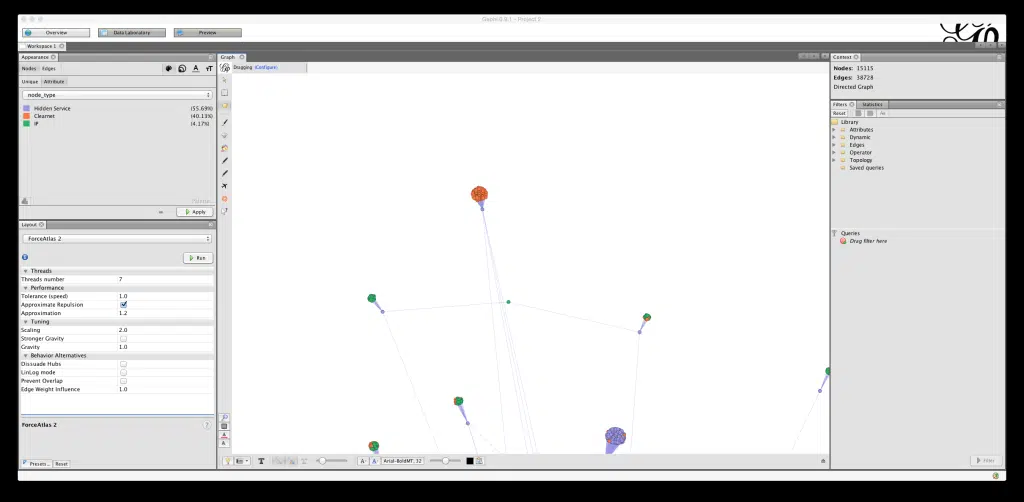 Gephi 0.9.1 - Project 2
Overview
Data Laboratory
Preview
Workspace 1
Appearance
Nodes Edges
Unique Attribute
node_type
Hidden Service (55.69%)
Clearnet (40.13%)
IP (4.17%)
Apply
Layout
ForceAtlas 2
Run
Threads
Threads number 7
Performance
Tolerance (speed) 1.0
Approximate Repulsion
Approximation 1.2
Tuning
Scaling 2.0
Stronger Gravity
Gravity 1.0
Behavior Alternatives
Dissuade Hubs
LinLog mode
Prevent Overlap
Edge Weight Influence 1.0
ForceAtlas 2
?
Presets... Reset
Graph
Dragging (Configure)
T
A- A Arial-BoldMT, 32
Context
Nodes: 15115
Edges: 38728
Directed Graph
Filters Statistics
Reset
Library
Attributes
Dynamic
Edges
Operator
Topology
Saved queries
Queries
Drag filter here
Filter